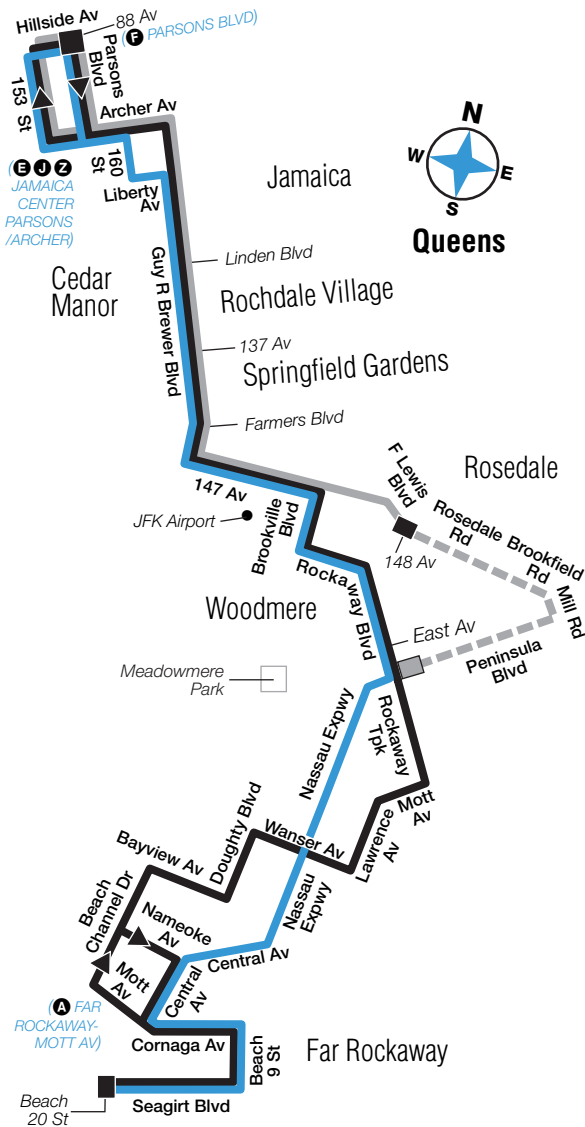 Hillside Av
88 Av
(F PARSONS BLVD)
Parsons
Blvd
153 St
Archer Av
160
St
Liberty
Av
(E J Z
JAMAICA
CENTER
PARSONS
/ARCHER)
Jamaica
N
W
E
S
Queens
Cedar
Manor
Guy R Brewer Blvd
Linden Blvd
Rochdale Village
137 Av
Springfield Gardens
Farmers Blvd
147 Av
JFK Airport
Brookville
Blvd
F Lewis
Blvd
Rosedale
148 Av
Rosedale
Rd
Brookfield
Rd
Mill Rd
Peninsula
Blvd
Rockaway Blvd
Woodmere
East Av
Meadowmere
Park
Nassau Expwy
Rockaway
Tpk
Mott
Av
Lawrence
Av
Wanser Av
Doughty Blvd
Bayview Av
Nassau
Expwy
Beach
Channel Dr
Nameoke
Av
Mott
Av
Central
Av
Central Av
(A FAR
ROCKAWAY-
MOTT AV)
Cornaga Av
Beach
9 St
Far Rockaway
Beach
20 St
Seagirt Blvd